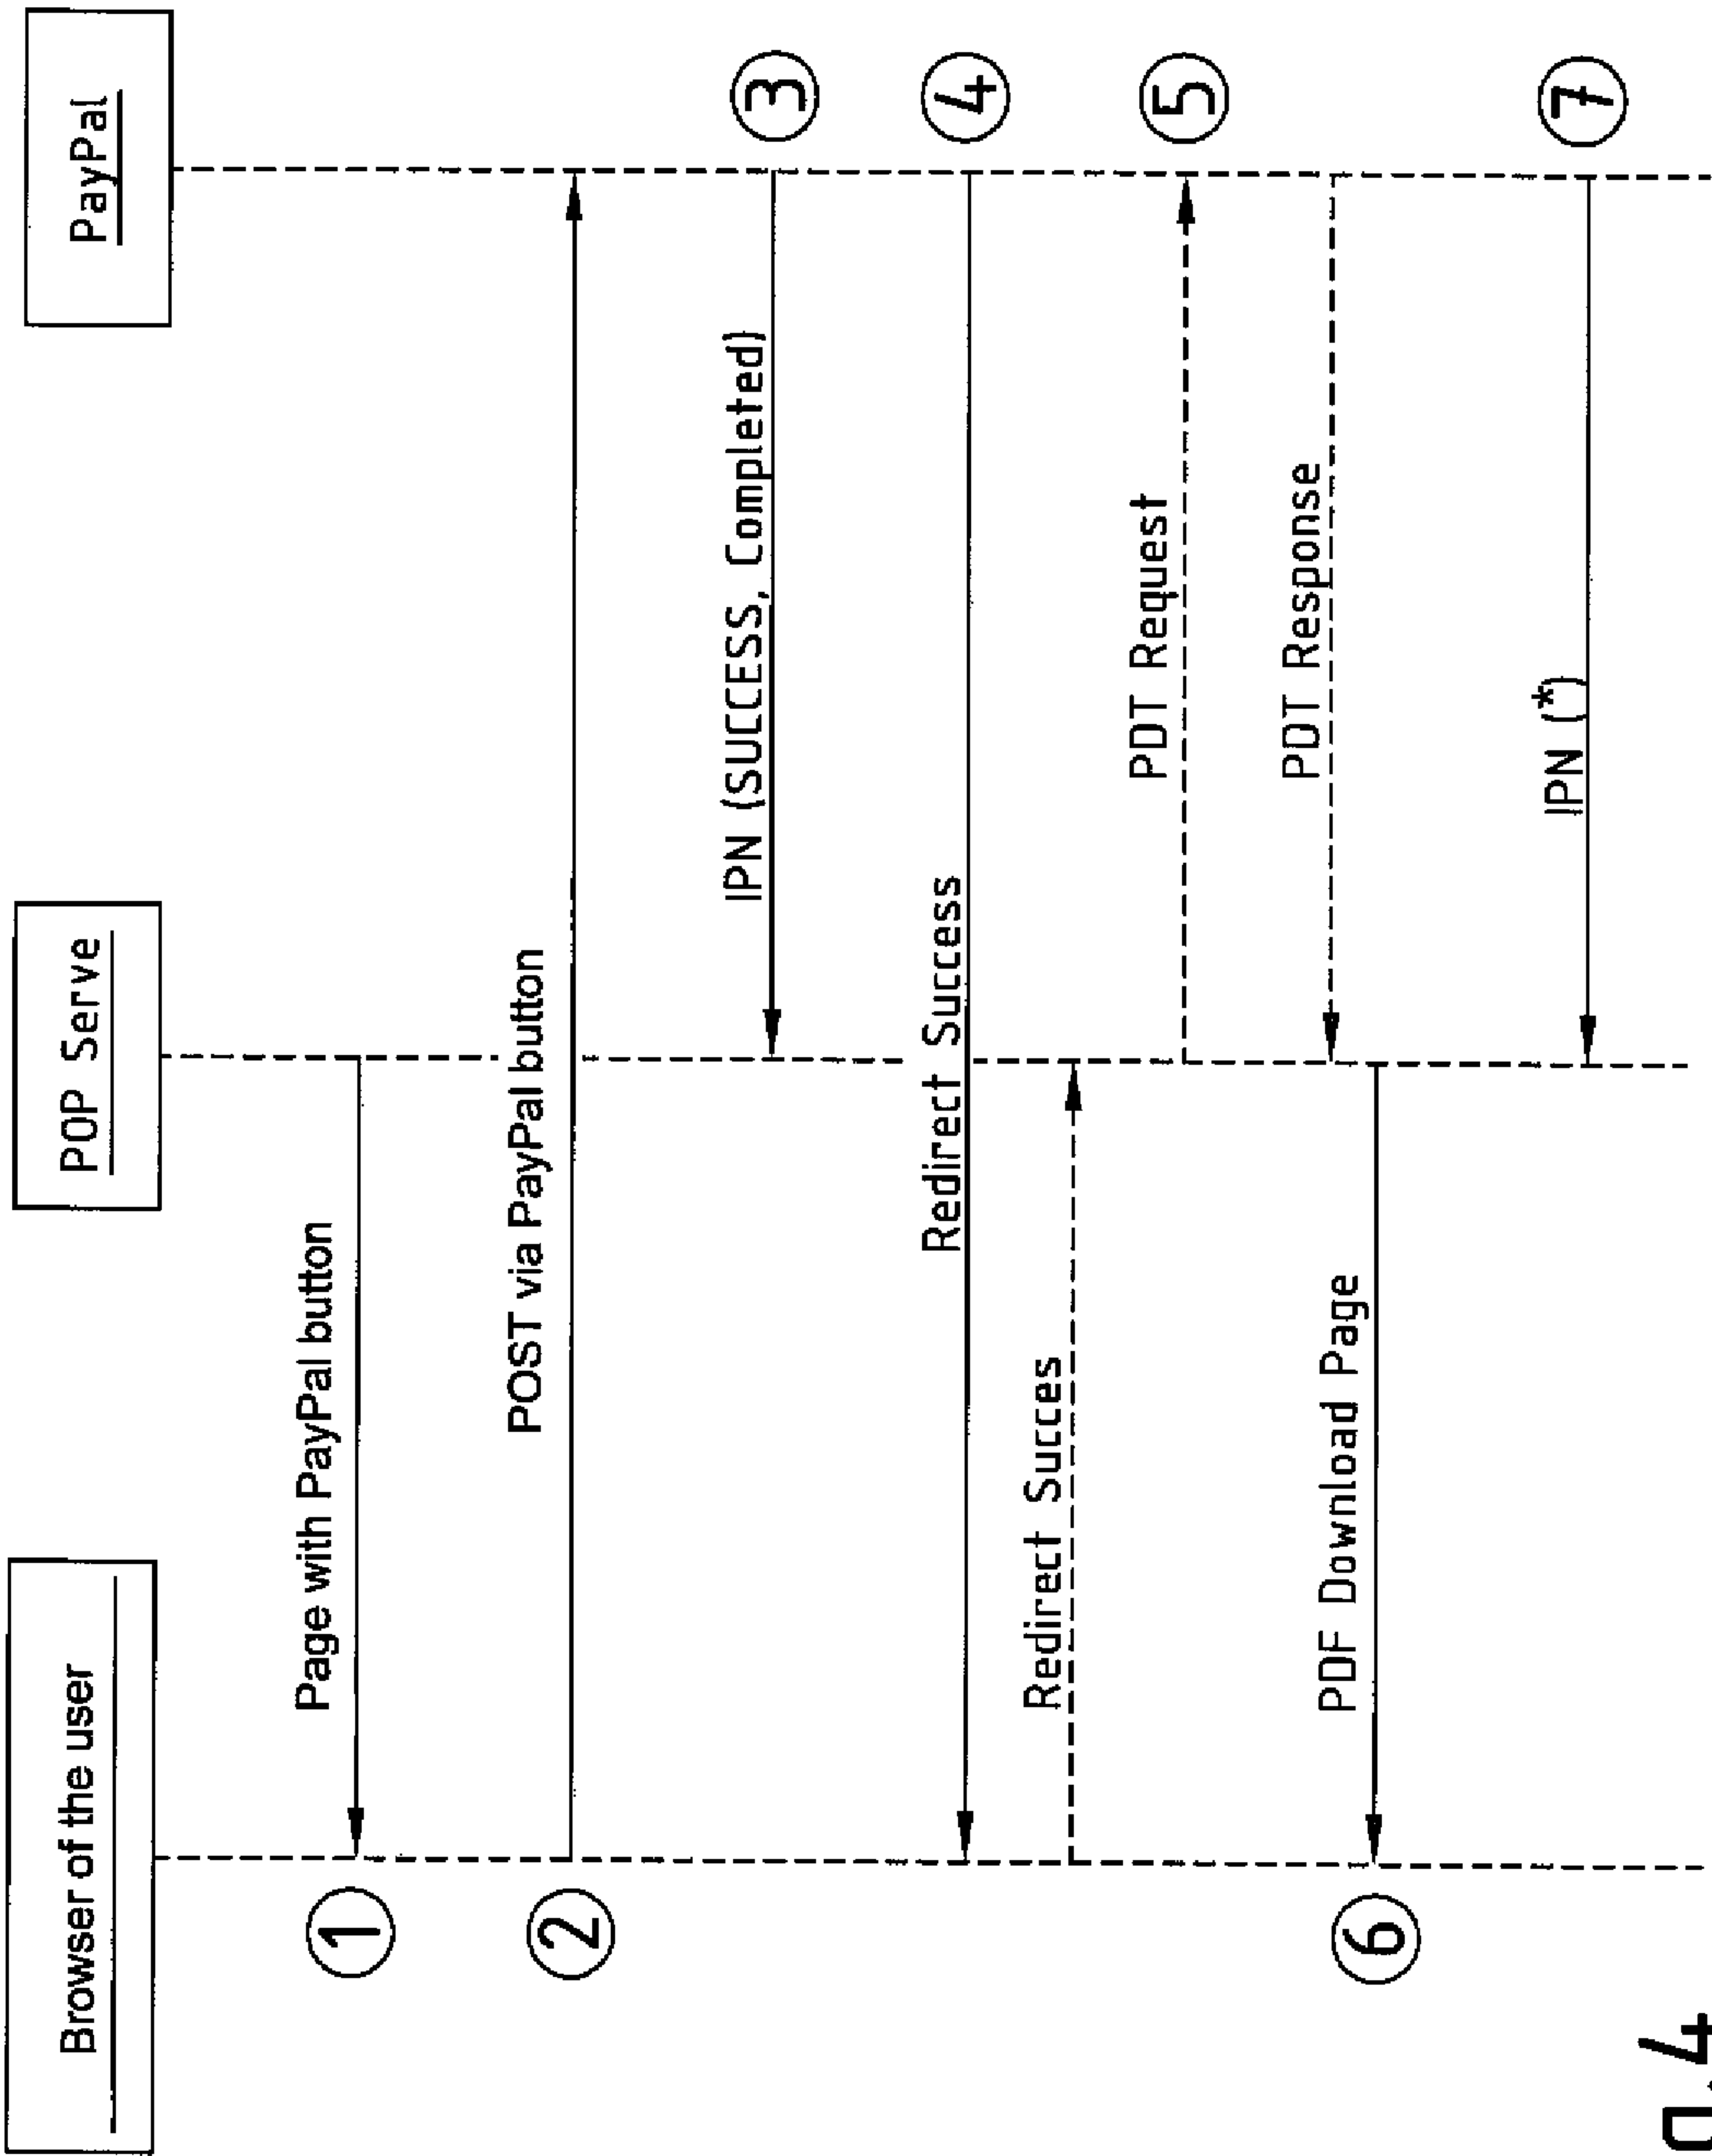 Browser of the user
POP Serve
PayPal
1
Page with PayPal button
2
POST via PayPal button
IPN (SUCCESS, Completed)
3
Redirect Success
4
Redirect Succes
PDT Request
5
PDT Response
6
PDF Download Page
IPN (*)
7